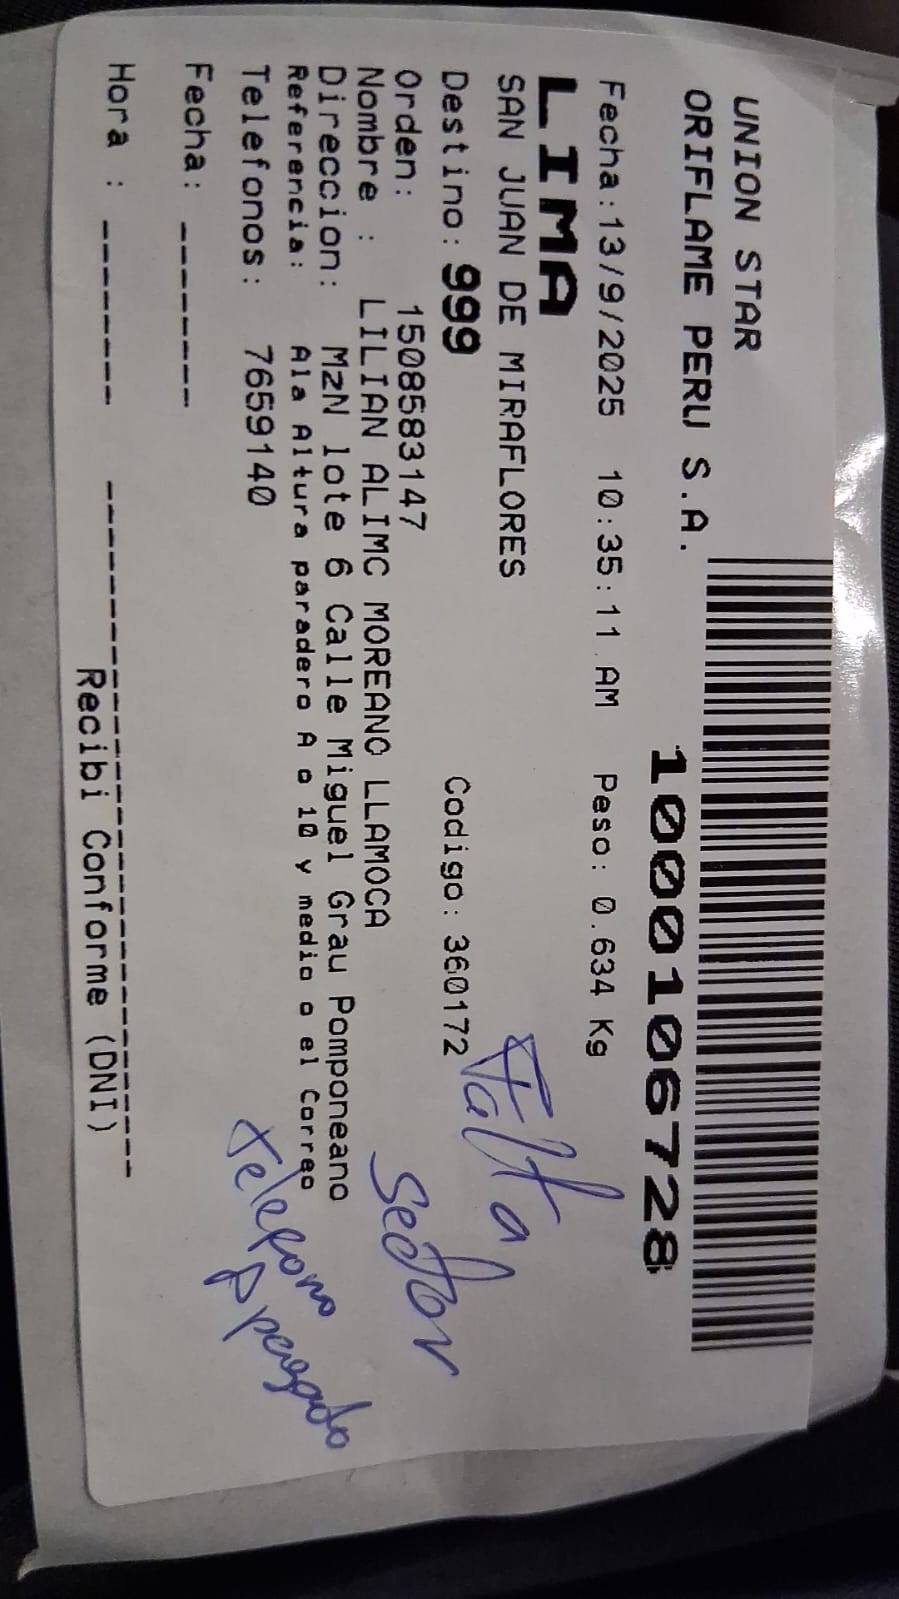 UNION STAR
ORIFLAME PERU S.A.
1000106728
Fecha:13/9/2025 10:35:11 AM Peso: 0.634 Kg
LIMA
SAN JUAN DE MIRAFLORES
Destino: 999 Codigo: 360172
Falta
Orden: 1508583147
Nombre : LILIAN ALIMC MOREANO LLAMOCA
sector
Direccion: MzN lote 6 Calle Miguel Grau Pomponeano
Referencia: Ala Altura paradero A o 10 y medio o el Correo
Telefonos: 7659140
telefono
Apagado
Fecha: -------
Hora : --------
Recibi Conforme (DNI)